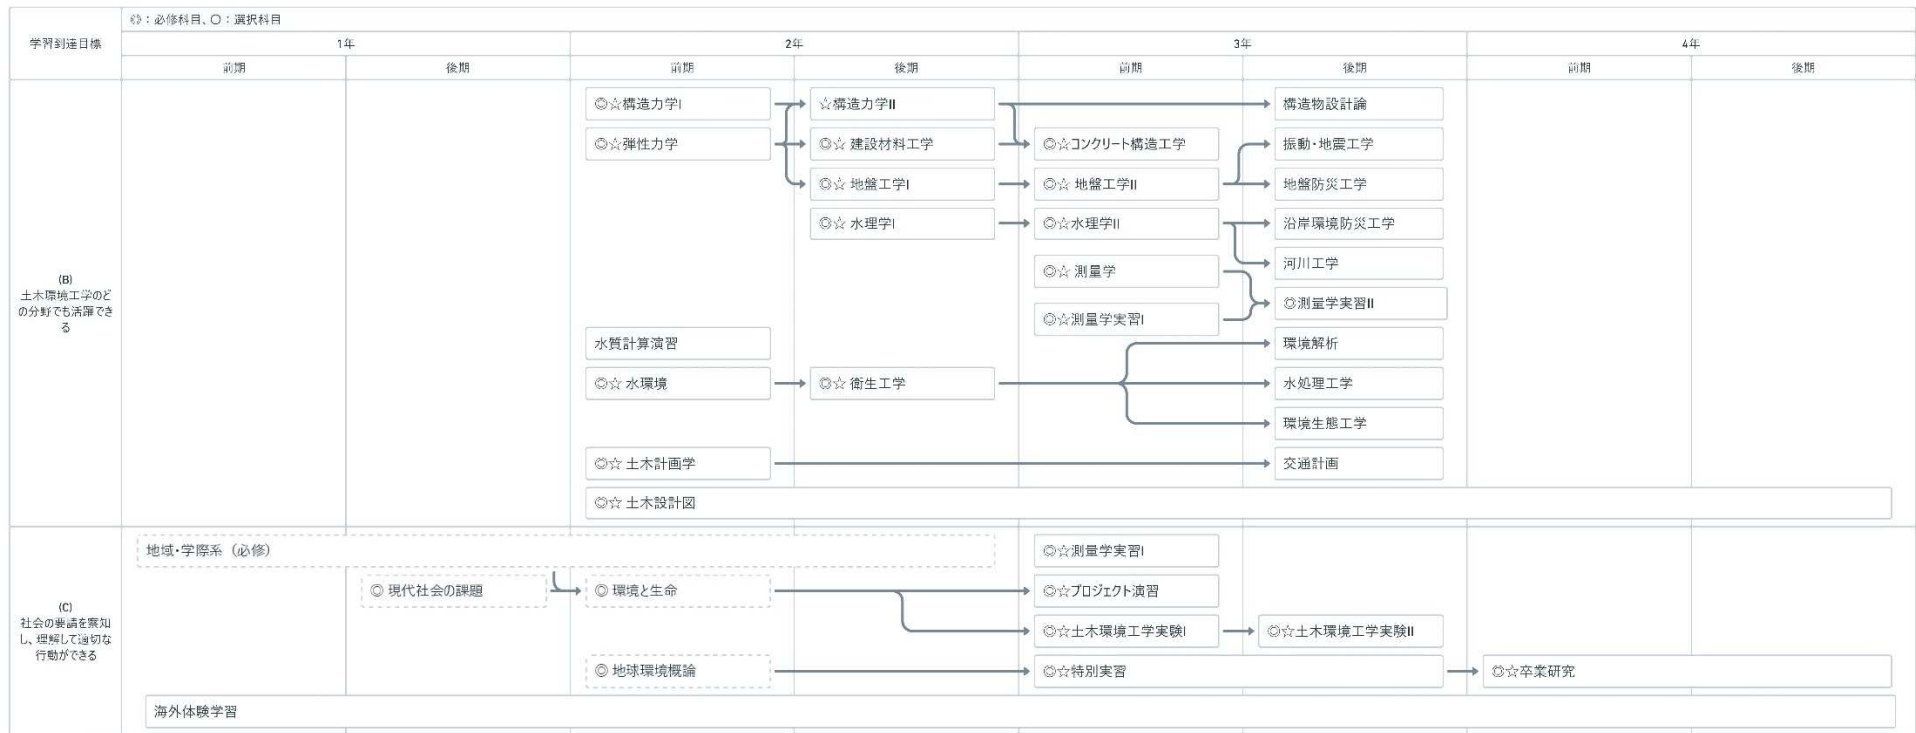 ◎：必修科目、○：選択科目
学習到達目標
1年 2年 3年 4年
前期 後期 前期 後期 前期 後期 前期 後期
◎☆構造力学I ☆構造力学II 構造物設計論
◎☆弾性力学 ◎☆ 建設材料工学 ◎☆コンクリート構造工学 振動・地震工学
◎☆ 地盤工学I ◎☆ 地盤工学II 地盤防災工学
◎☆ 水理学I ◎☆水理学II 沿岸環境防災工学
河川工学
◎☆ 測量学
(B)
土木環境工学のど
の分野でも活躍でき
る
◎測量学実習II
◎☆測量学実習I
水質計算演習 環境解析
◎☆ 水環境 ◎☆ 衛生工学 水処理工学
環境生態工学
◎☆ 土木計画学 交通計画
◎☆ 土木設計図
地域・学際系（必修） ◎☆測量学実習I
◎ 現代社会の課題 ◎ 環境と生命 ◎☆プロジェクト演習
(C)
社会の要請を察知
し、理解して適切な
行動ができる
◎☆土木環境工学実験I ◎☆土木環境工学実験II
◎ 地球環境概論 ◎☆特別実習 ◎☆卒業研究
海外体験学習